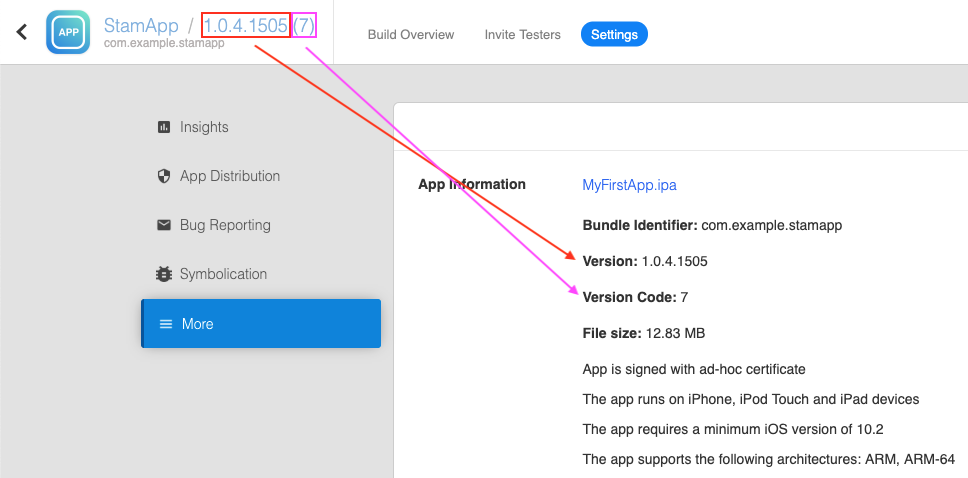 APP
StamApp / 1.0.4.1505 (7)
com.example.stamapp
Build Overview
Invite Testers
Settings
Insights
App Distribution
Bug Reporting
Symbolication
More
App Information
MyFirstApp.ipa
Bundle Identifier: com.example.stamapp
Version: 1.0.4.1505
Version Code: 7
File size: 12.83 MB
App is signed with ad-hoc certificate
The app runs on iPhone, iPod Touch and iPad devices
The app requires a minimum iOS version of 10.2
The app supports the following architectures: ARM, ARM-64